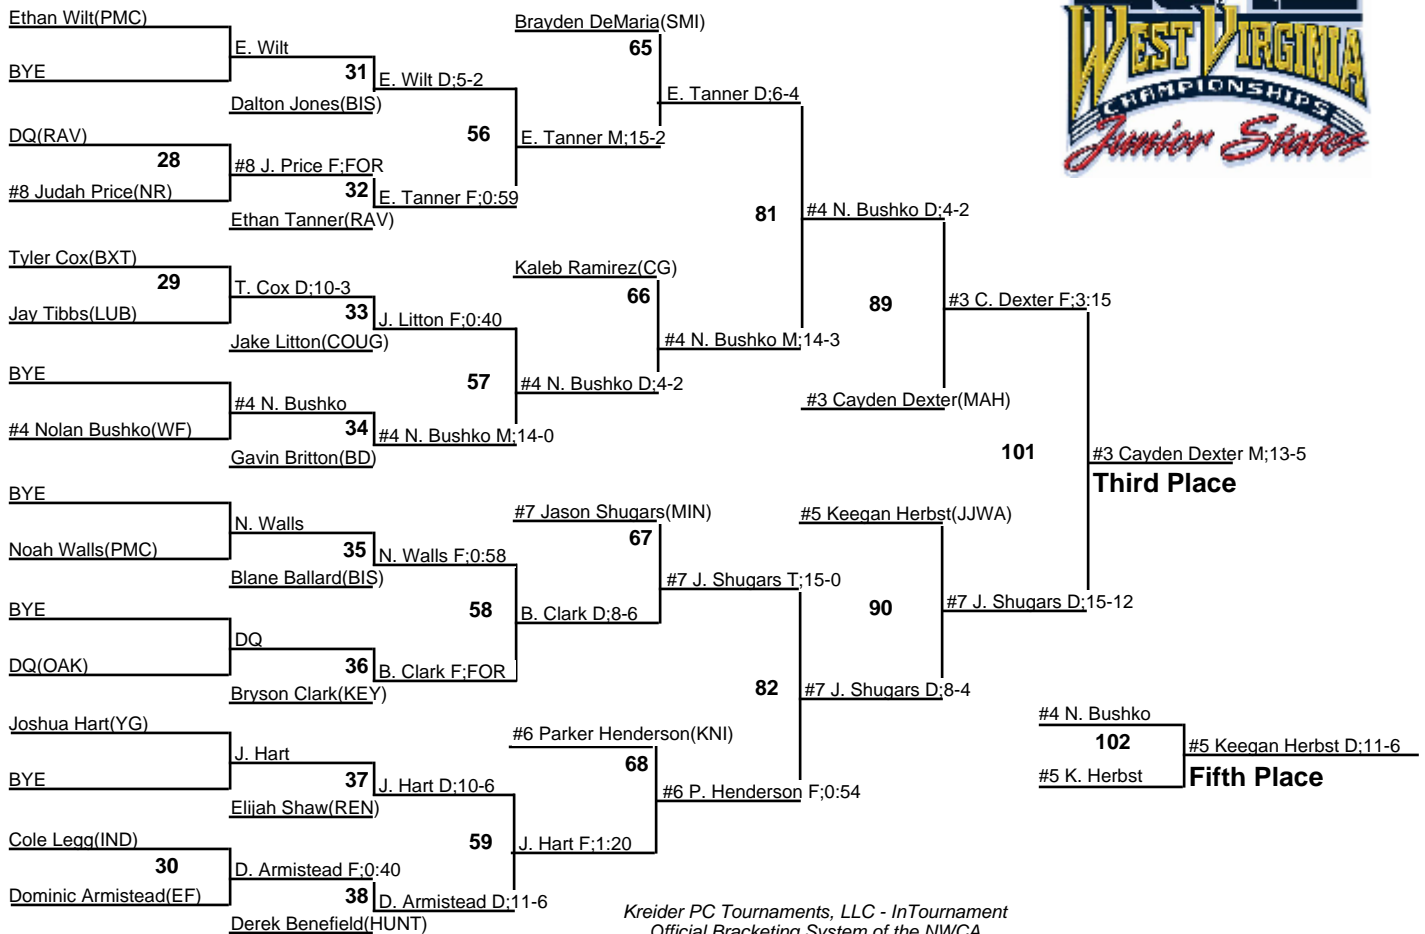 Ethan Wilt(PMC)
BYE
DQ(RAV)
28
#8 Judah Price(NR)
Tyler Cox(BXT)
29
Jay Tibbs(LUB)
BYE
#4 Nolan Bushko(WF)
BYE
Noah Walls(PMC)
BYE
DQ(OAK)
Joshua Hart(YG)
BYE
Cole Legg(IND)
30
Dominic Armistead(EF)
E. Wilt
31
Dalton Jones(BIS)
#8 J. Price F;FOR
32
Ethan Tanner(RAV)
T. Cox D;10-3
33
Jake Litton(COUG)
#4 N. Bushko
34
Gavin Britton(BD)
N. Walls
35
Blane Ballard(BIS)
DQ
36
Bryson Clark(KEY)
J. Hart
37
Elijah Shaw(REN)
D. Armistead F;0:40
38
Derek Benefield(HUNT)
E. Wilt D;5-2
56
E. Tanner F;0:59
J. Litton F;0:40
57
#4 N. Bushko M;14-0
N. Walls F;0:58
58
B. Clark F;FOR
J. Hart D;10-6
59
D. Armistead D;11-6
Brayden DeMaria(SMI)
65
E. Tanner M;15-2
Kaleb Ramirez(CG)
66
#4 N. Bushko D;4-2
#7 Jason Shugars(MIN)
67
B. Clark D;8-6
#6 Parker Henderson(KNI)
68
J. Hart F;1:20
E. Tanner D;6-4
81
#4 N. Bushko M;14-3
#7 J. Shugars T;15-0
82
#6 P. Henderson F;0:54
#4 N. Bushko D;4-2
89
#3 Cayden Dexter(MAH)
#5 Keegan Herbst(JJWA)
90
#7 J. Shugars D;8-4
#3 C. Dexter F;3:15
101
#7 J. Shugars D;15-12
#3 Cayden Dexter M;13-5
Third Place
#4 N. Bushko
102
#5 K. Herbst
#5 Keegan Herbst D;11-6
Fifth Place
WEST VIRGINIA
CHAMPIONSHIPS
Junior States
Kreider PC Tournaments, LLC - InTournament
Official Bracketing System of the NWCA